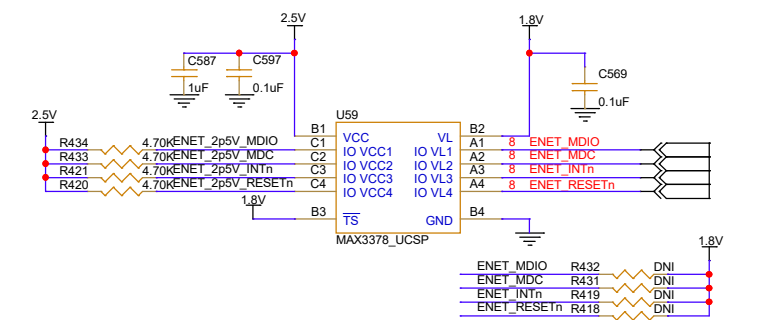 2.5V
1.8V
C587
C597
1uF
0.1uF
C569
0.1uF
2.5V
U59
B1 VCC VL B2
R434 4.70K ENET_2p5V_MDIO C1 IO VCC1 IO VL1 A1 8 ENET_MDIO
R433 4.70K ENET_2p5V_MDC C2 IO VCC2 IO VL2 A2 8 ENET_MDC
R421 4.70K ENET_2p5V_INTn C3 IO VCC3 IO VL3 A3 8 ENET_INTn
R420 4.70K ENET_2p5V_RESETn C4 IO VCC4 IO VL4 A4 8 ENET_RESETn
1.8V
B3 TS GND B4
MAX3378_UCSP
1.8V
ENET_MDIO R432 DNI
ENET_MDC R431 DNI
ENET_INTn R419 DNI
ENET_RESETn R418 DNI